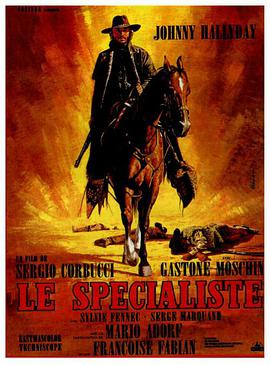 JOHNNY HALLYDAY
UN FILM DE
SERGIO CORBUCCI
AVEC
GASTONE MOSCHIN
LE SPECIALISTE
SYLVIE FENNEC - SERGE MARQUAND
EASTMANCOLOR
TECHNISCOPE
MARIO ADORF
FRANCOISE FABIAN